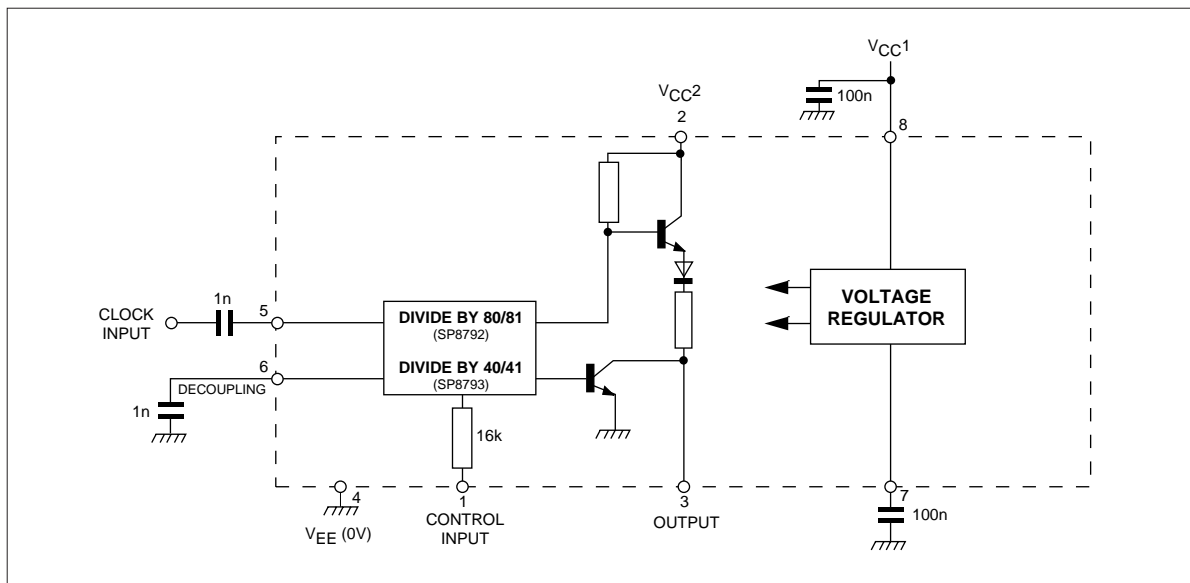 VCC1
100n
VCC2
2
8
1n
5
CLOCK
INPUT
DIVIDE BY 80/81
(SP8792)
VOLTAGE
REGULATOR
6
DECOUPLING
DIVIDE BY 40/41
(SP8793)
1n
16k
4
VEE (0V)
1
CONTROL
INPUT
3
OUTPUT
7
100n